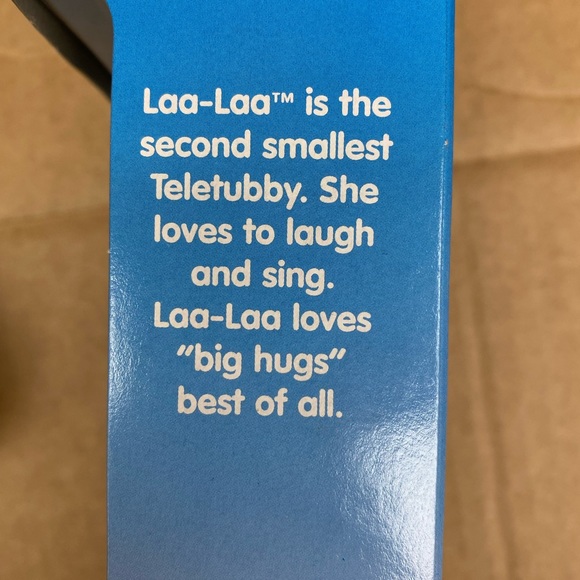 Laa-Laa™ is the
second smallest
Teletubby. She
loves to laugh
and sing.
Laa-Laa loves
"big hugs"
best of all.